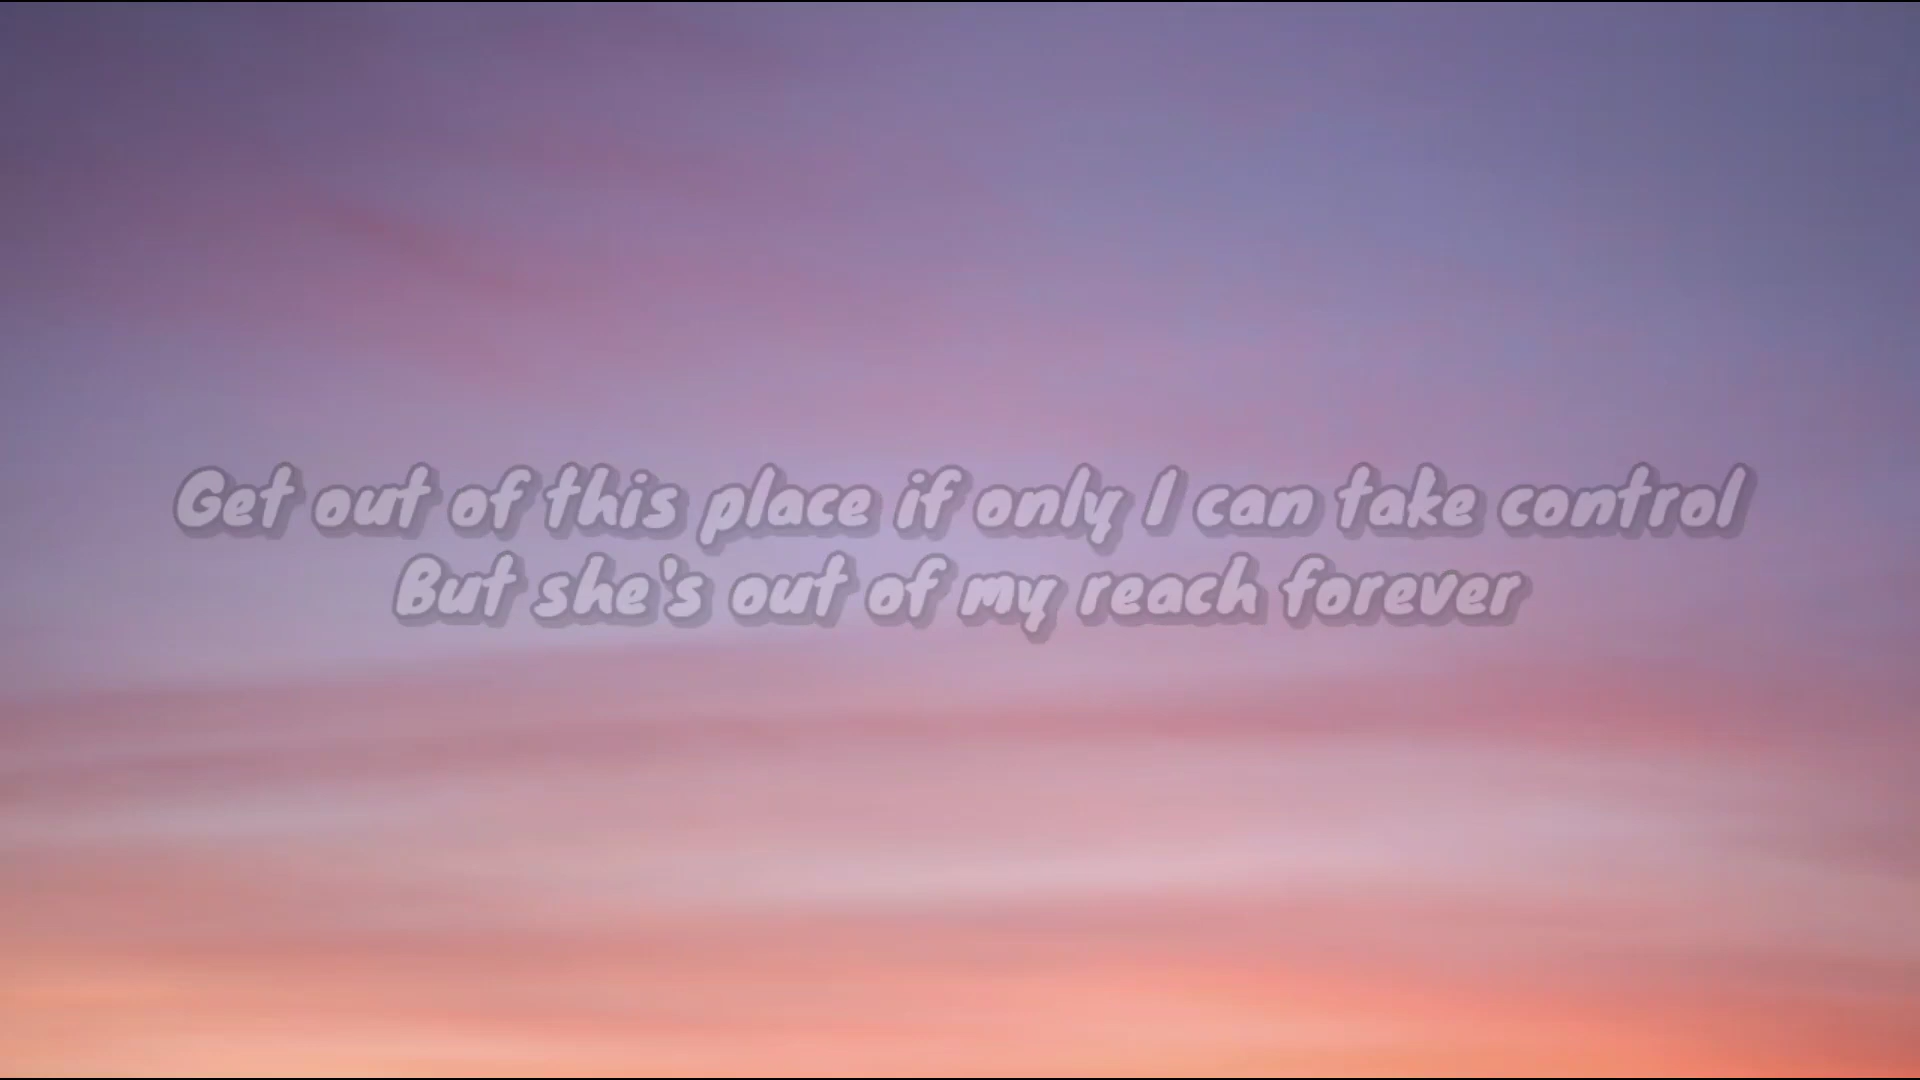 Get out of this place if only I can take control
But she's out of my reach forever